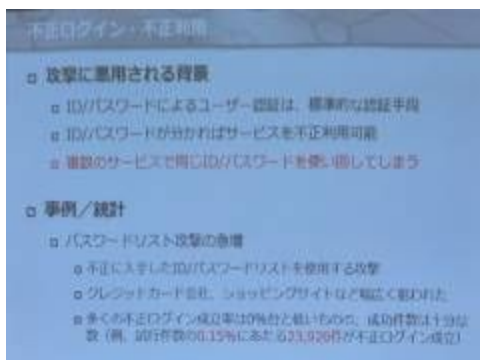 不正ログイン・不正利用
攻撃に悪用される背景
ID/パスワードによるユーザー認証は、標準的な認証手段
ID/パスワードが分かればサービスを不正利用可能
複数のサービスで同じID/パスワードを使い回してしまう
事例／統計
パスワードリスト攻撃の急増
不正に入手したID/パスワードリストを使用する攻撃
クレジットカード会社、ショッピングサイトなど幅広く狙われた
多くの不正ログイン成立率は0%台と低いものの、成功件数は十分な
数（例、試行件数の0.15%にあたる23,926件が不正ログイン成立）